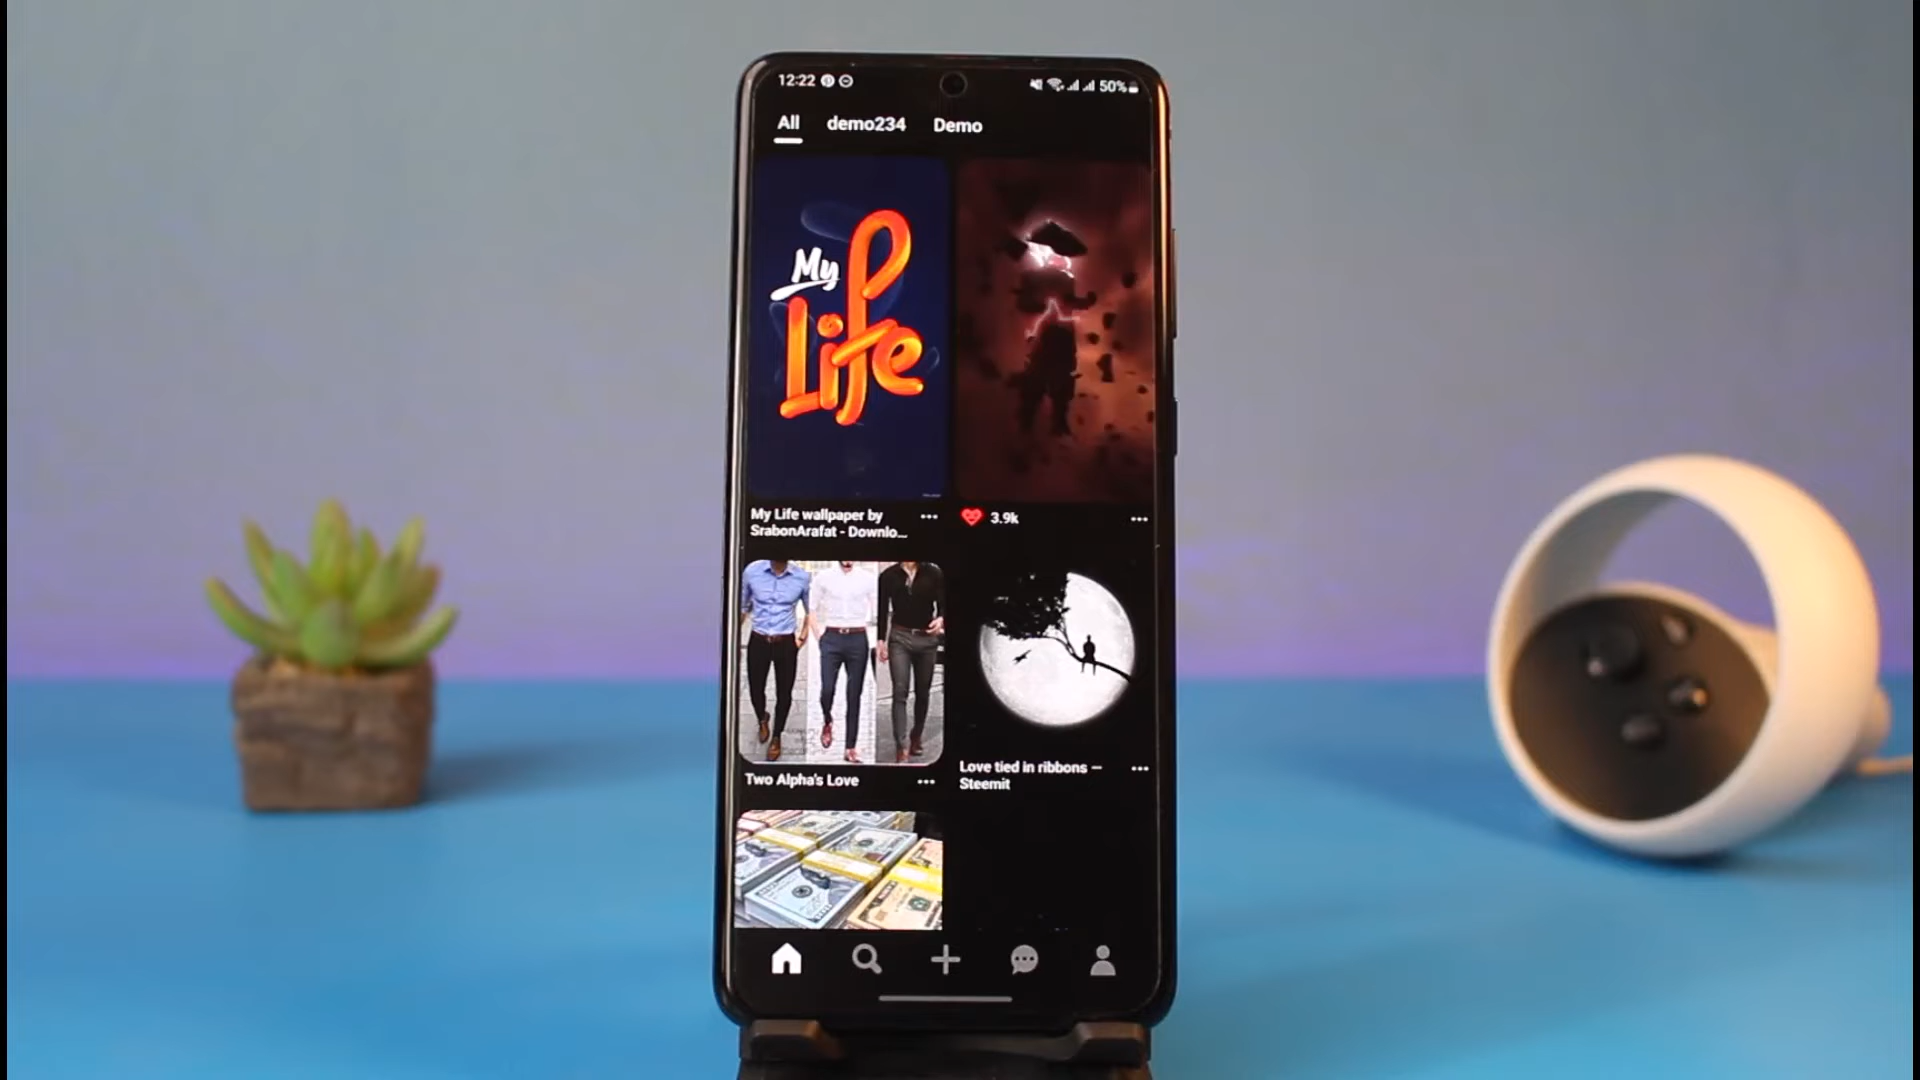 12:22 50%
All demo234 Demo
My
Life
My Life wallpaper by
SrabonArafat - Downlo...
3.9k
Two Alpha's Love
Love tied in ribbons –
Steemit